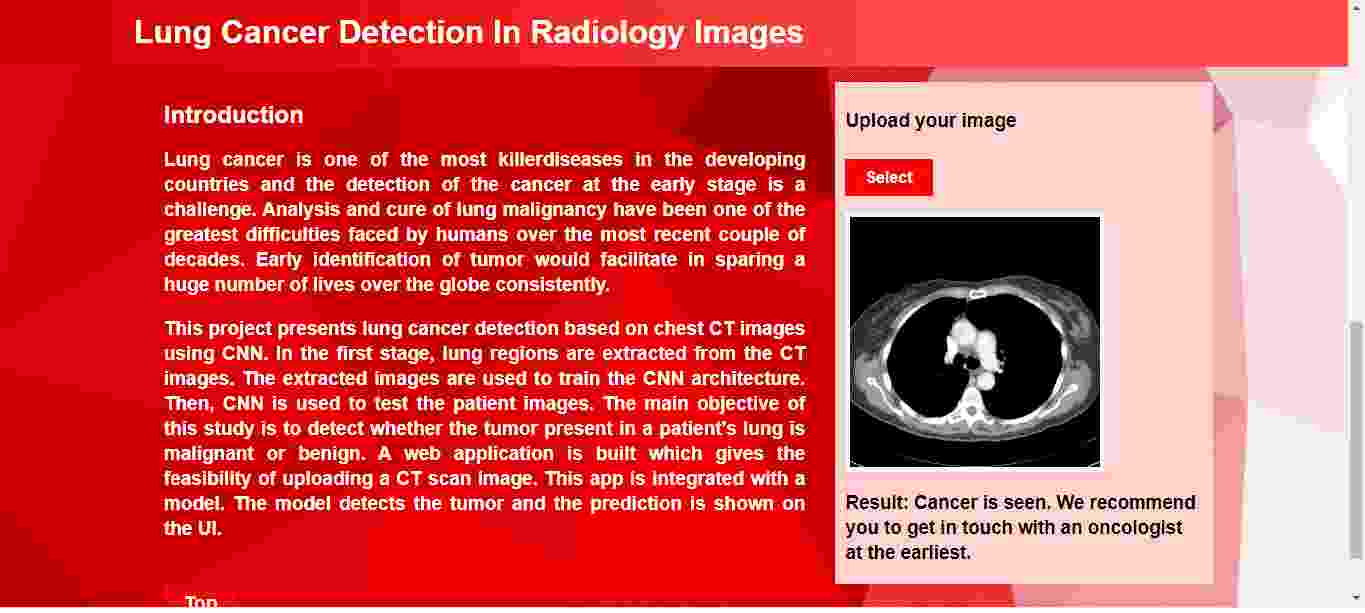 Lung Cancer Detection In Radiology Images
Introduction
Lung cancer is one of the most killerdiseases in the developing
countries and the detection of the cancer at the early stage is a
challenge. Analysis and cure of lung malignancy have been one of the
greatest difficulties faced by humans over the most recent couple of
decades. Early identification of tumor would facilitate in sparing a
huge number of lives over the globe consistently.
This project presents lung cancer detection based on chest CT images
using CNN. In the first stage, lung regions are extracted from the CT
images. The extracted images are used to train the CNN architecture.
Then, CNN is used to test the patient images. The main objective of
this study is to detect whether the tumor present in a patient's lung is
malignant or benign. A web application is built which gives the
feasibility of uploading a CT scan image. This app is integrated with a
model. The model detects the tumor and the prediction is shown on
the UI.
Top
Upload your image
Select
Result: Cancer is seen. We recommend
you to get in touch with an oncologist
at the earliest.